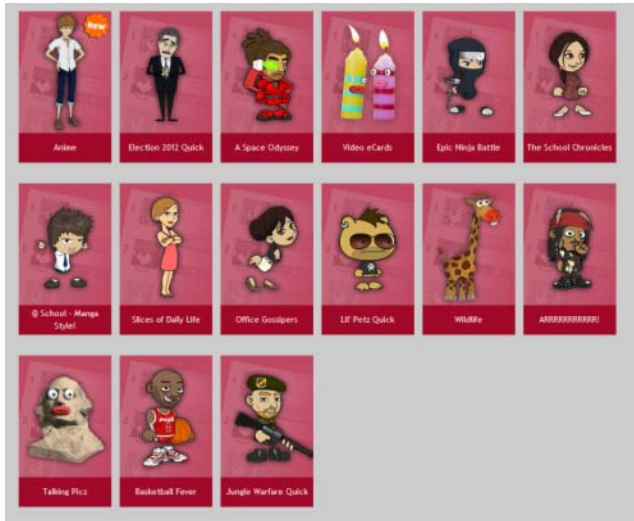 New
Anime
Election 2012 Quick
A Space Odyssey
Video eCards
Epic Ninja Battle
The School Chronicles
@ School - Manga
Style!
Slices of Daily Life
Office Gossipers
Lil' Petz Quick
Wildlife
ARRRRRRRRRRR!
Talking Picz
Basketball Fever
Jungle Warfare Quick